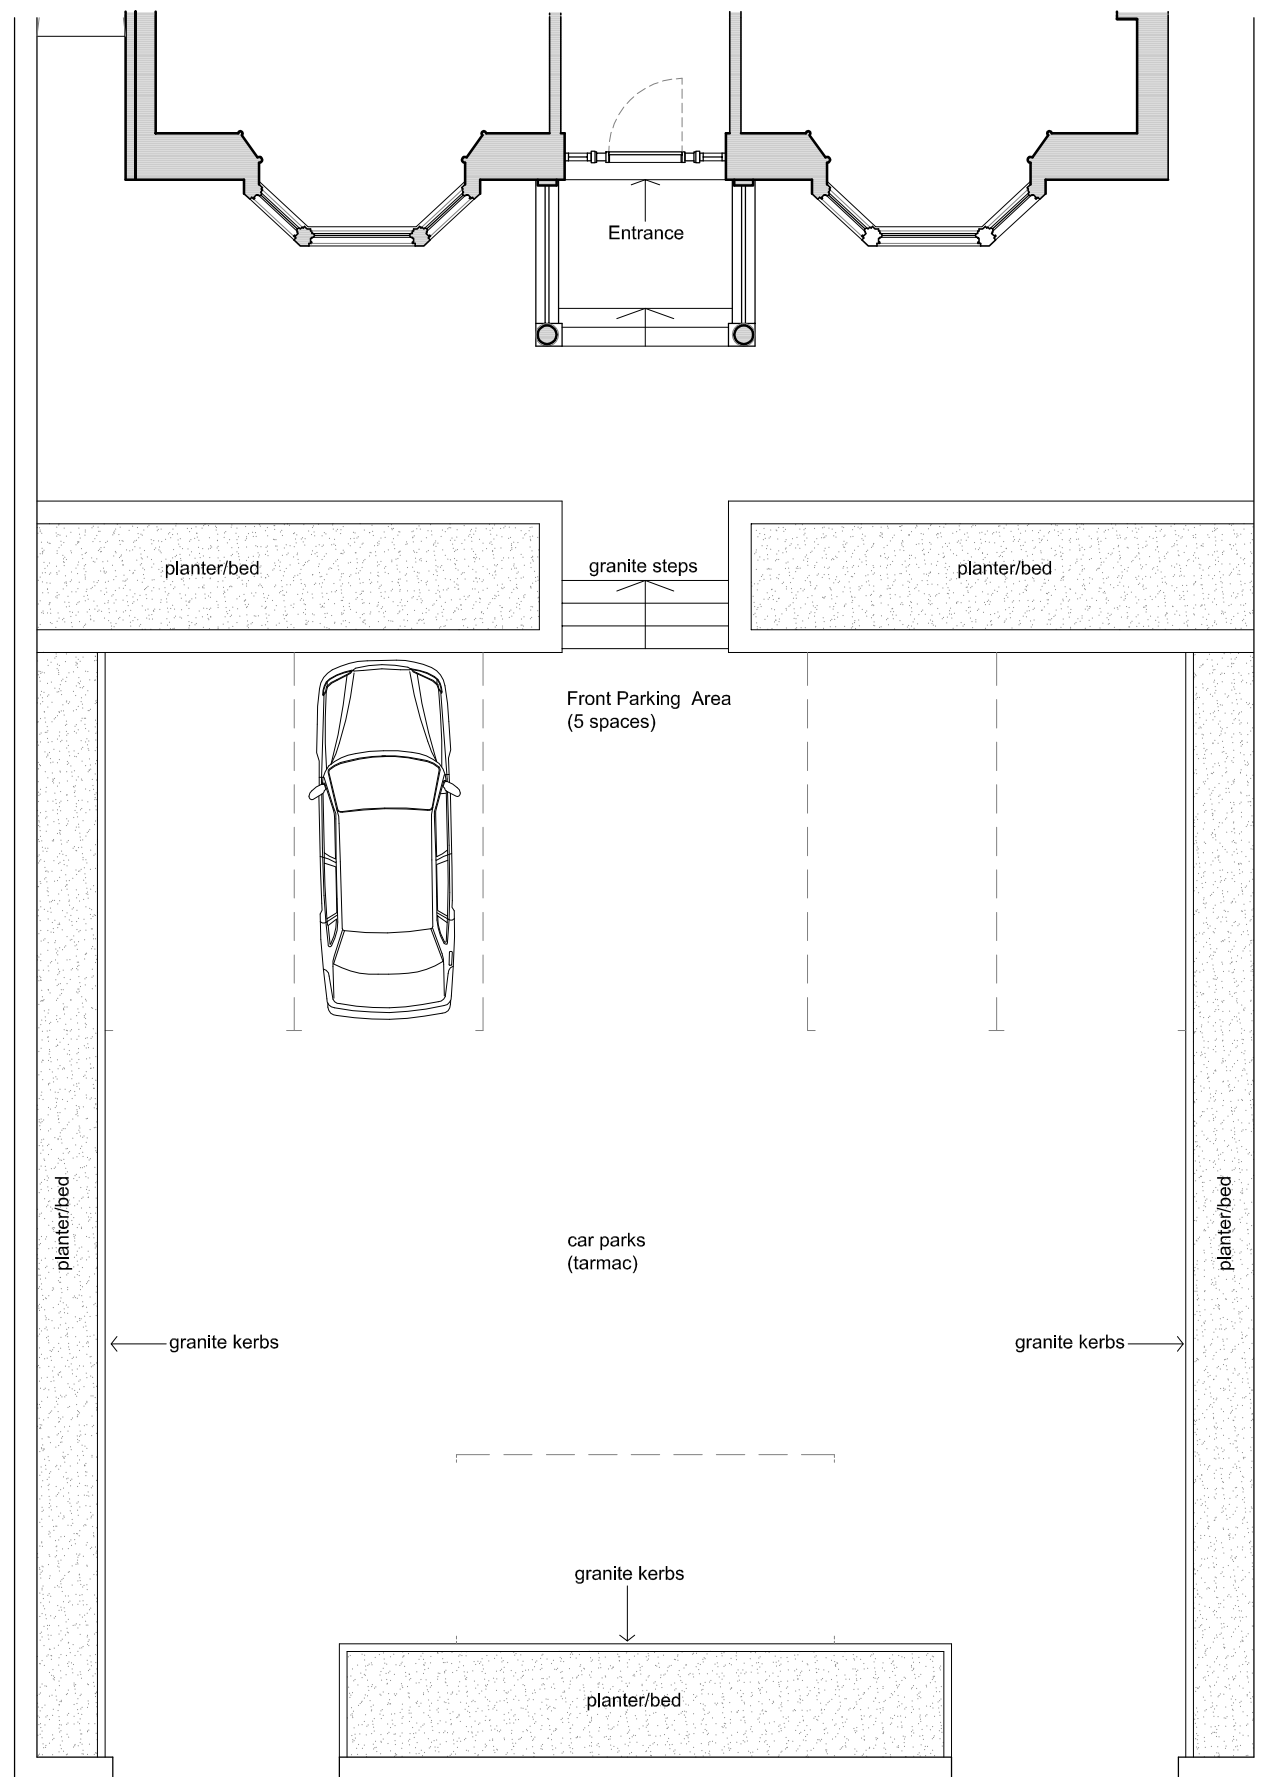 Entrance
planter/bed
granite steps
planter/bed
Front Parking Area
(5 spaces)
planter/bed
planter/bed
car parks
(tarmac)
granite kerbs
granite kerbs
granite kerbs
planter/bed